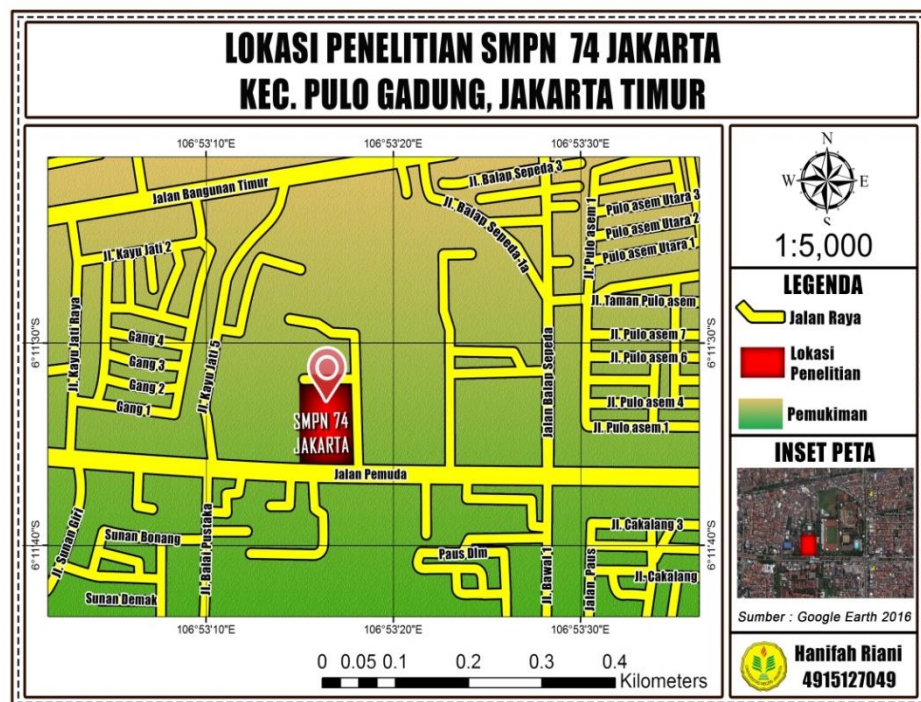 LOKASI PENELITIAN SMPN 74 JAKARTA
KEC. PULO GADUNG, JAKARTA TIMUR
106°53'10"E
106°53'20"E
106°53'30"E
6°11'30"S
6°11'40"S
Jalan Bangunan Timur
Jl. Balap Sepeda 3
Jl. Balap Sepeda 1a
Jl. Pulo asem 1
Pulo asem Utara 3
Pulo asem Utara 2
Pulo asem Utara 1
Jl. Kayu Jati 2
Jl. Kayu Jati Raya
Jl. Taman Pulo asem
Gang 4
Gang 3
Gang 2
Gang 1
Jl. Kayu Jati 5
Jalan Balap Sepeda
Jl. Pulo asem 7
Jl. Pulo asem 6
Jl. Pulo asem 4
Jl. Pulo asem 1
SMPN 74
JAKARTA
Jalan Pemuda
Jl. Sunan Giri
Sunan Bonang
Sunan Demak
Jl. Balai Pustaka
Paus Dlm
Jl. Bawal 1
Jalan Paus
Jl. Cakalang 3
Jl. Cakalang
6°11'30"S
6°11'40"S
106°53'10"E
106°53'20"E
106°53'30"E
0 0.05 0.1 0.2 0.3 0.4
Kilometers
N
W E
S
1:5,000
LEGENDA
Jalan Raya
Lokasi
Penelitian
Pemukiman
INSET PETA
Sumber : Google Earth 2016
Hanifah Riani
4915127049